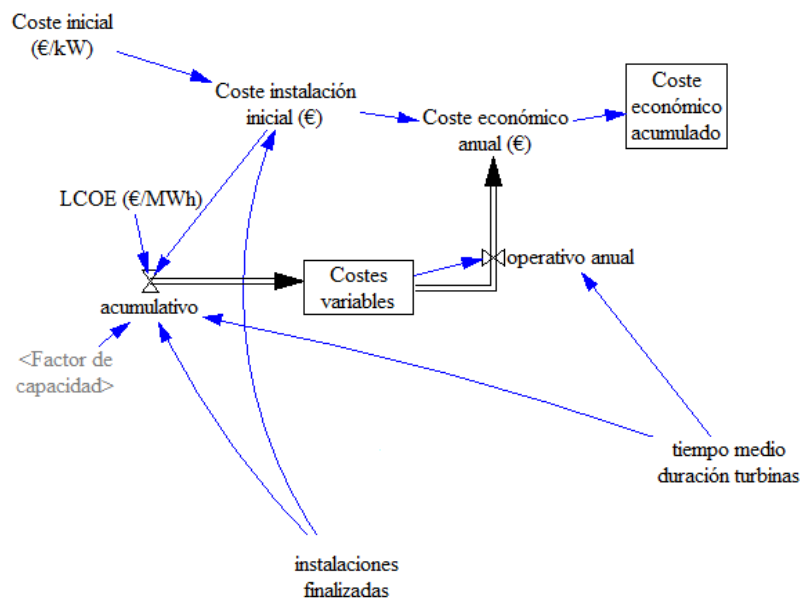 Coste inicial
(€/kW)
Coste instalación
inicial (€)
Coste económico
anual (€)
Coste
económico
acumulado
LCOE (€/MWh)
acumulativo
Costes
variables
operativo anual
<Factor de
capacidad>
tiempo medio
duración turbinas
instalaciones
finalizadas